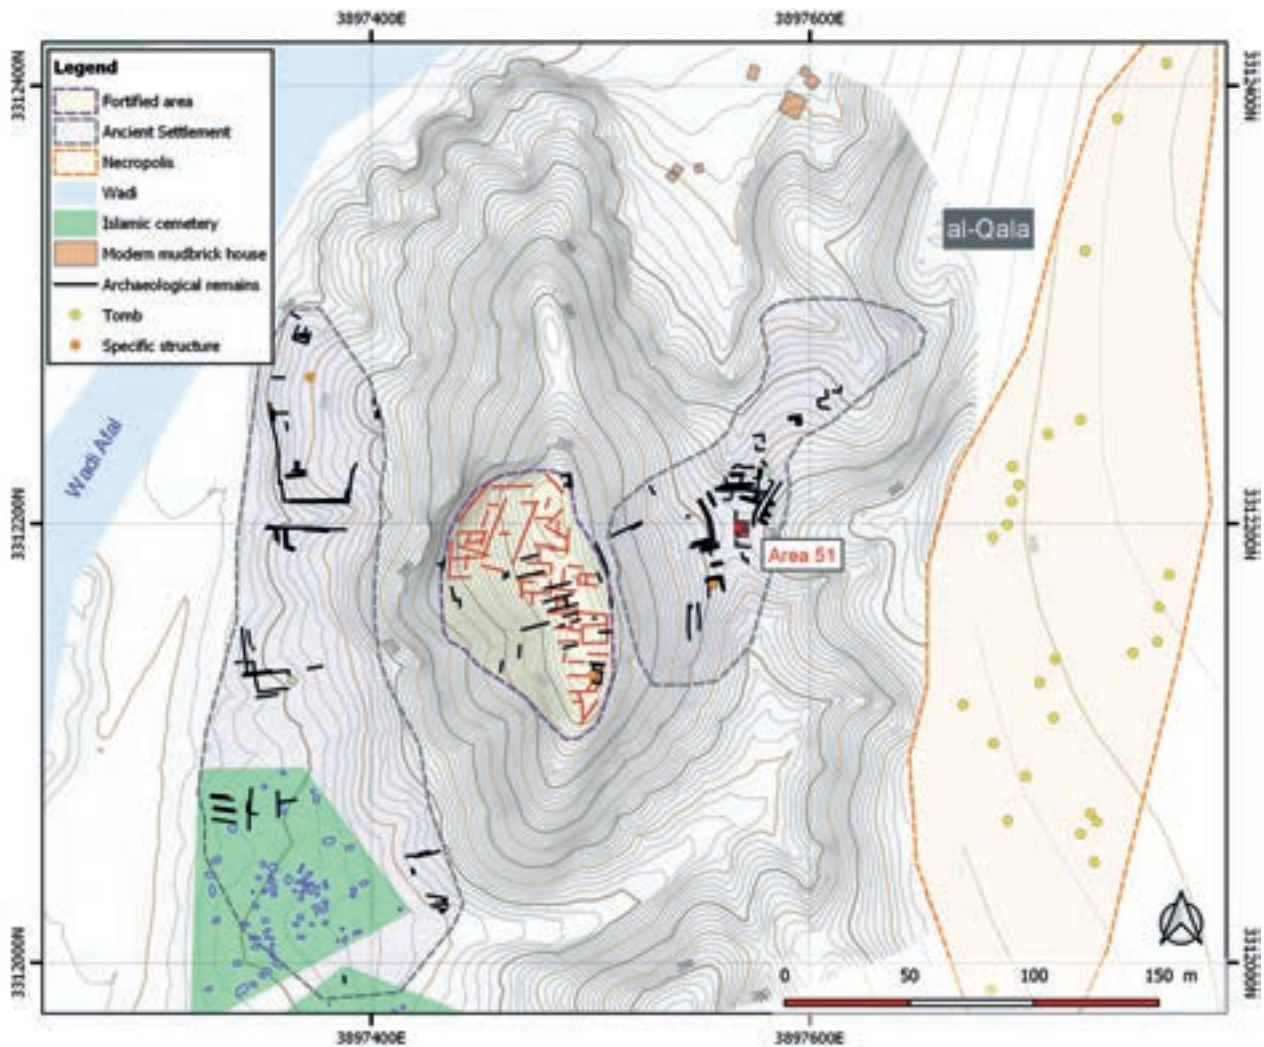 3897400E
3897600E
3312400N
3312400N
Legend
Fortified area
Ancient Settlement
Necropolis
Wadi
Islamic cemetery
Modern mudbrick house
Archaeological remains
Tomb
Specific structure
al-Qala
Wadi Afal
3312200N
3312200N
Area 51
3312000N
3312000N
0 50 100 150 m
3897400E
3897600E